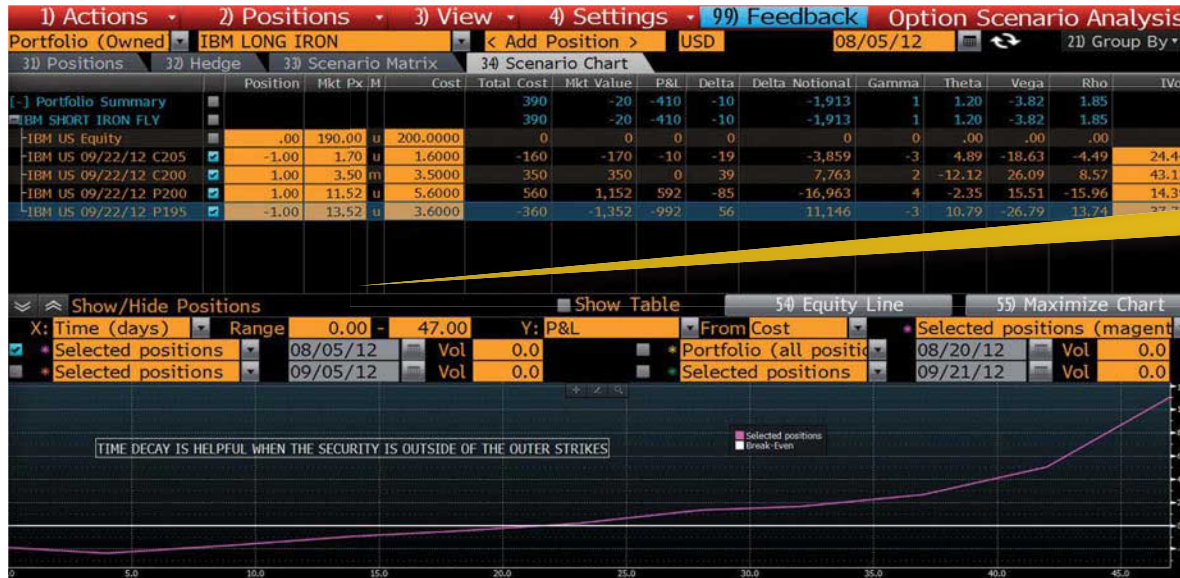 1) Actions 2) Positions 3) View 4) Settings 99) Feedback Option Scenario Analysis
Portfolio (Owned IBM LONG IRON < Add Position > USD 08/05/12 21) Group By
31) Positions 32) Hedge 33) Scenario Matrix 34) Scenario Chart
Position Mkt Px M Cost Total Cost Mkt Value P&L Delta Delta Notional Gamma Theta Vega Rho IVo
[-] Portfolio Summary 390 -20 -410 -10 -1,913 1 1.20 -3.82 1.85
IBM SHORT IRON FLY 390 -20 -410 -10 -1,913 1 1.20 -3.82 1.85
IBM US Equity .00 190.00 u 200.0000 0 0 0 0 0 0 .00 .00 .00
IBM US 09/22/12 C205 -1.00 1.70 u 1.6000 -160 -170 -10 -19 -3,859 -3 4.89 -18.63 -4.49 24.4
IBM US 09/22/12 C200 1.00 3.50 m 3.5000 350 350 0 39 7,763 2 -12.12 26.09 8.57 43.1
IBM US 09/22/12 P200 1.00 11.52 u 5.6000 560 1,152 592 -85 -16,963 4 -2.35 15.51 -15.96 14.3
IBM US 09/22/12 P195 -1.00 13.52 u 3.6000 -360 -1,352 -992 56 11,146 -3 10.79 -26.79 13.74
Show/Hide Positions Show Table 54) Equity Line 55) Maximize Chart
X: Time (days) Range 0.00 - 47.00 Y: P&L From Cost Selected positions (magent
Selected positions 08/05/12 Vol 0.0 Portfolio (all positio 08/20/12 Vol 0.0
Selected positions 09/05/12 Vol 0.0 Selected positions 09/21/12 Vol 0.0
Selected positions
Break-Even
TIME DECAY IS HELPFUL WHEN THE SECURITY IS OUTSIDE OF THE OUTER STRIKES
5.0 10.0 15.0 20.0 25.0 30.0 35.0 40.0 45.0